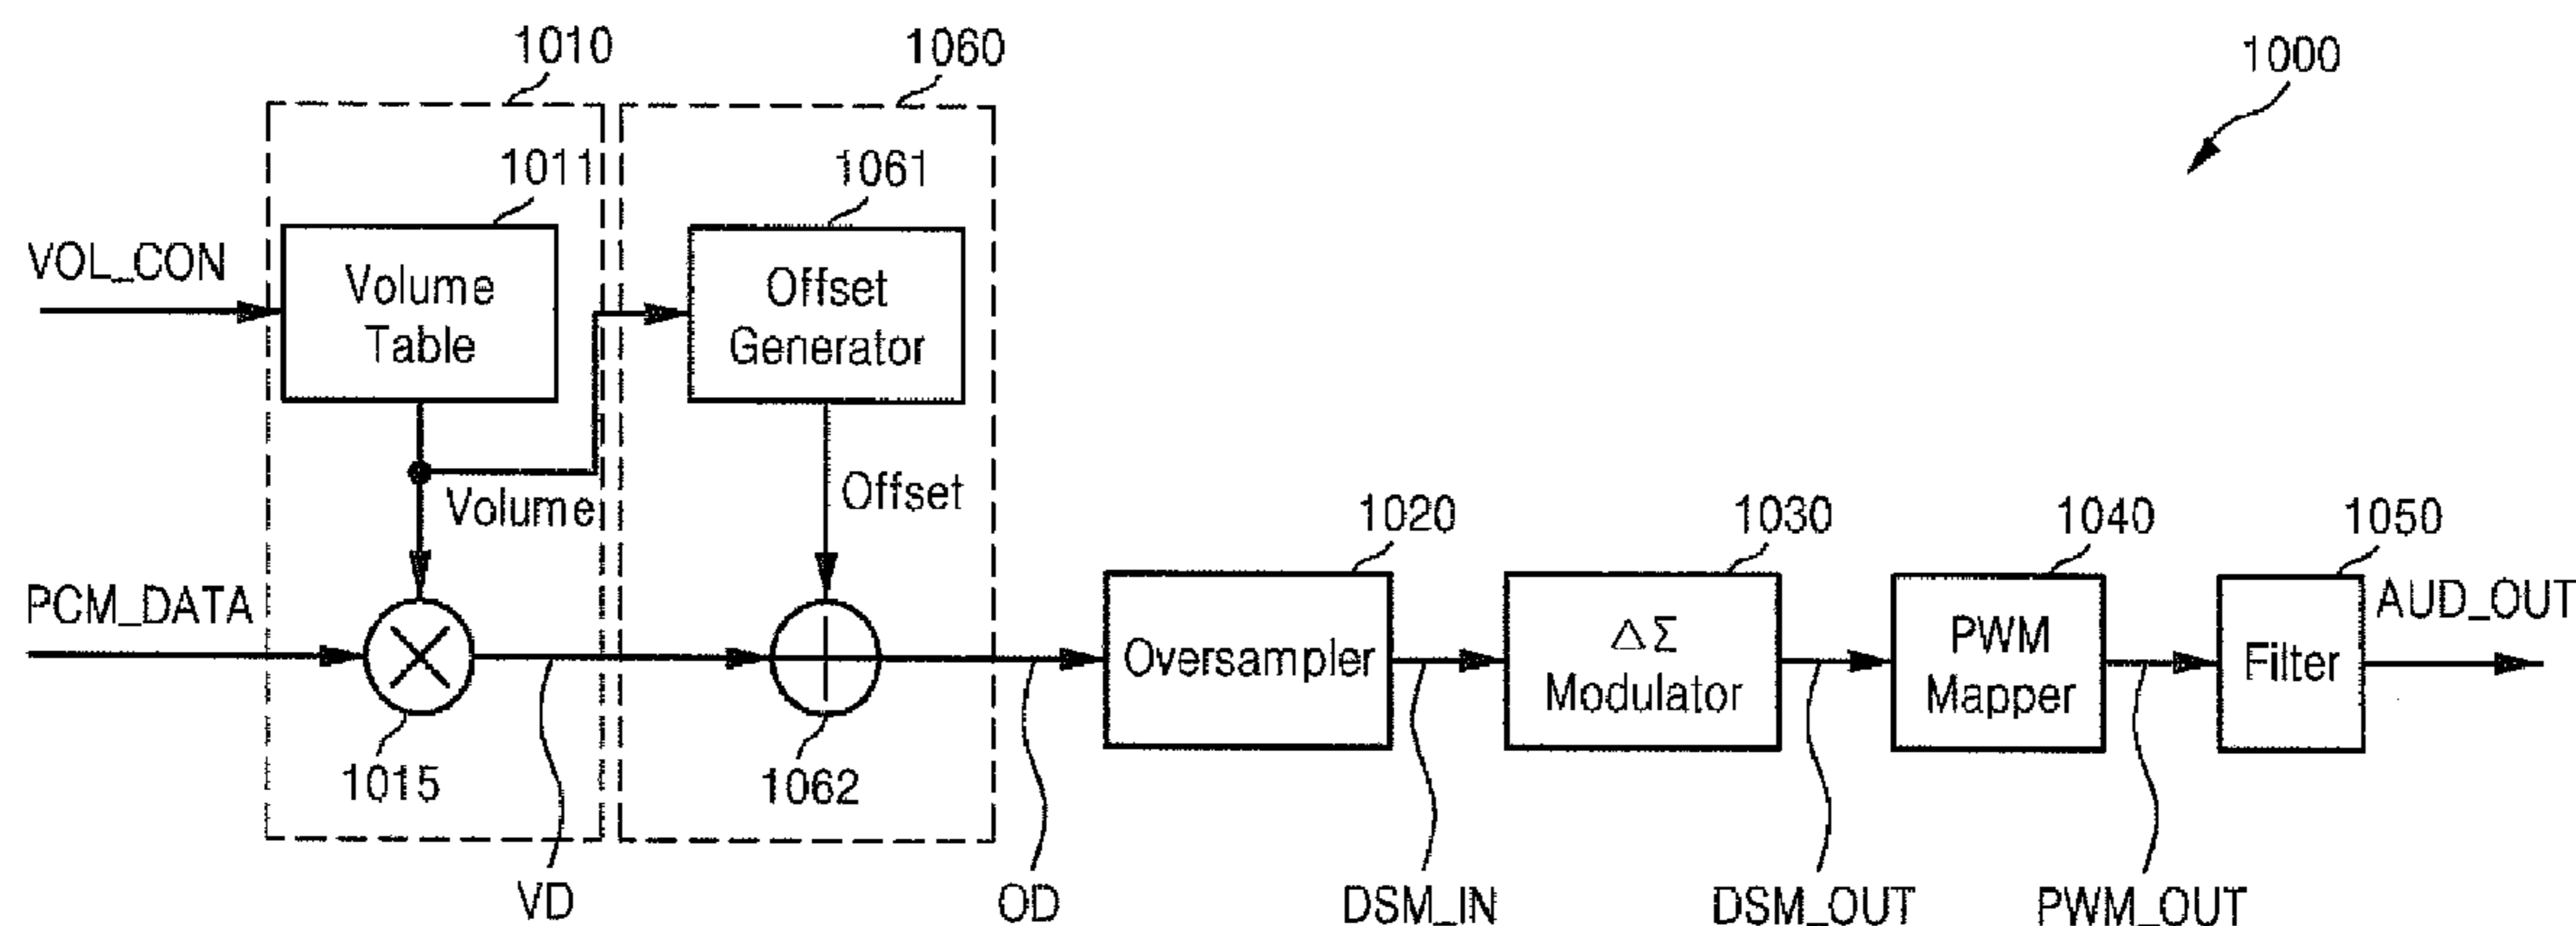 1010
1060
1000
1011
1061
VOL_CON
Volume
Table
Offset
Generator
Volume
Offset
1020
1030
1040
1050
PCM_DATA
AUD_OUT
Oversampler
ΔΣ
Modulator
PWM
Mapper
Filter
1015
1062
VD
OD
DSM_IN
DSM_OUT
PWM_OUT